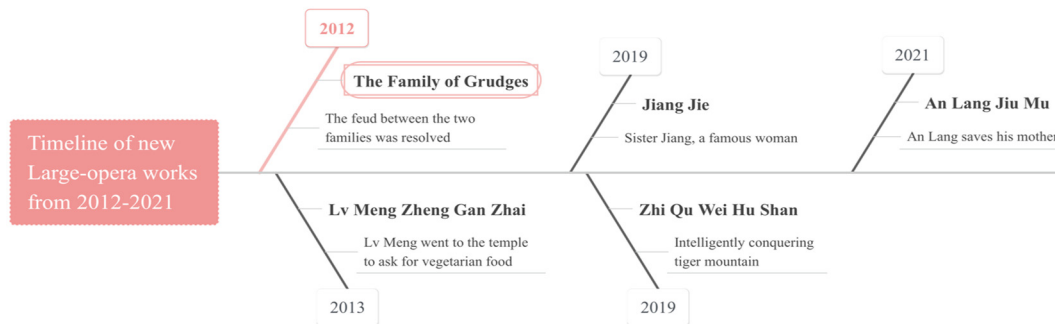 Timeline of new
Large-opera works
from 2012-2021
2012
The Family of Grudges
The feud between the two
families was resolved
2013
Lv Meng Zheng Gan Zhai
Lv Meng went to the temple
to ask for vegetarian food
2019
Jiang Jie
Sister Jiang, a famous woman
2019
Zhi Qu Wei Hu Shan
Intelligently conquering
tiger mountain
2021
An Lang Jiu Mu
An Lang saves his mother